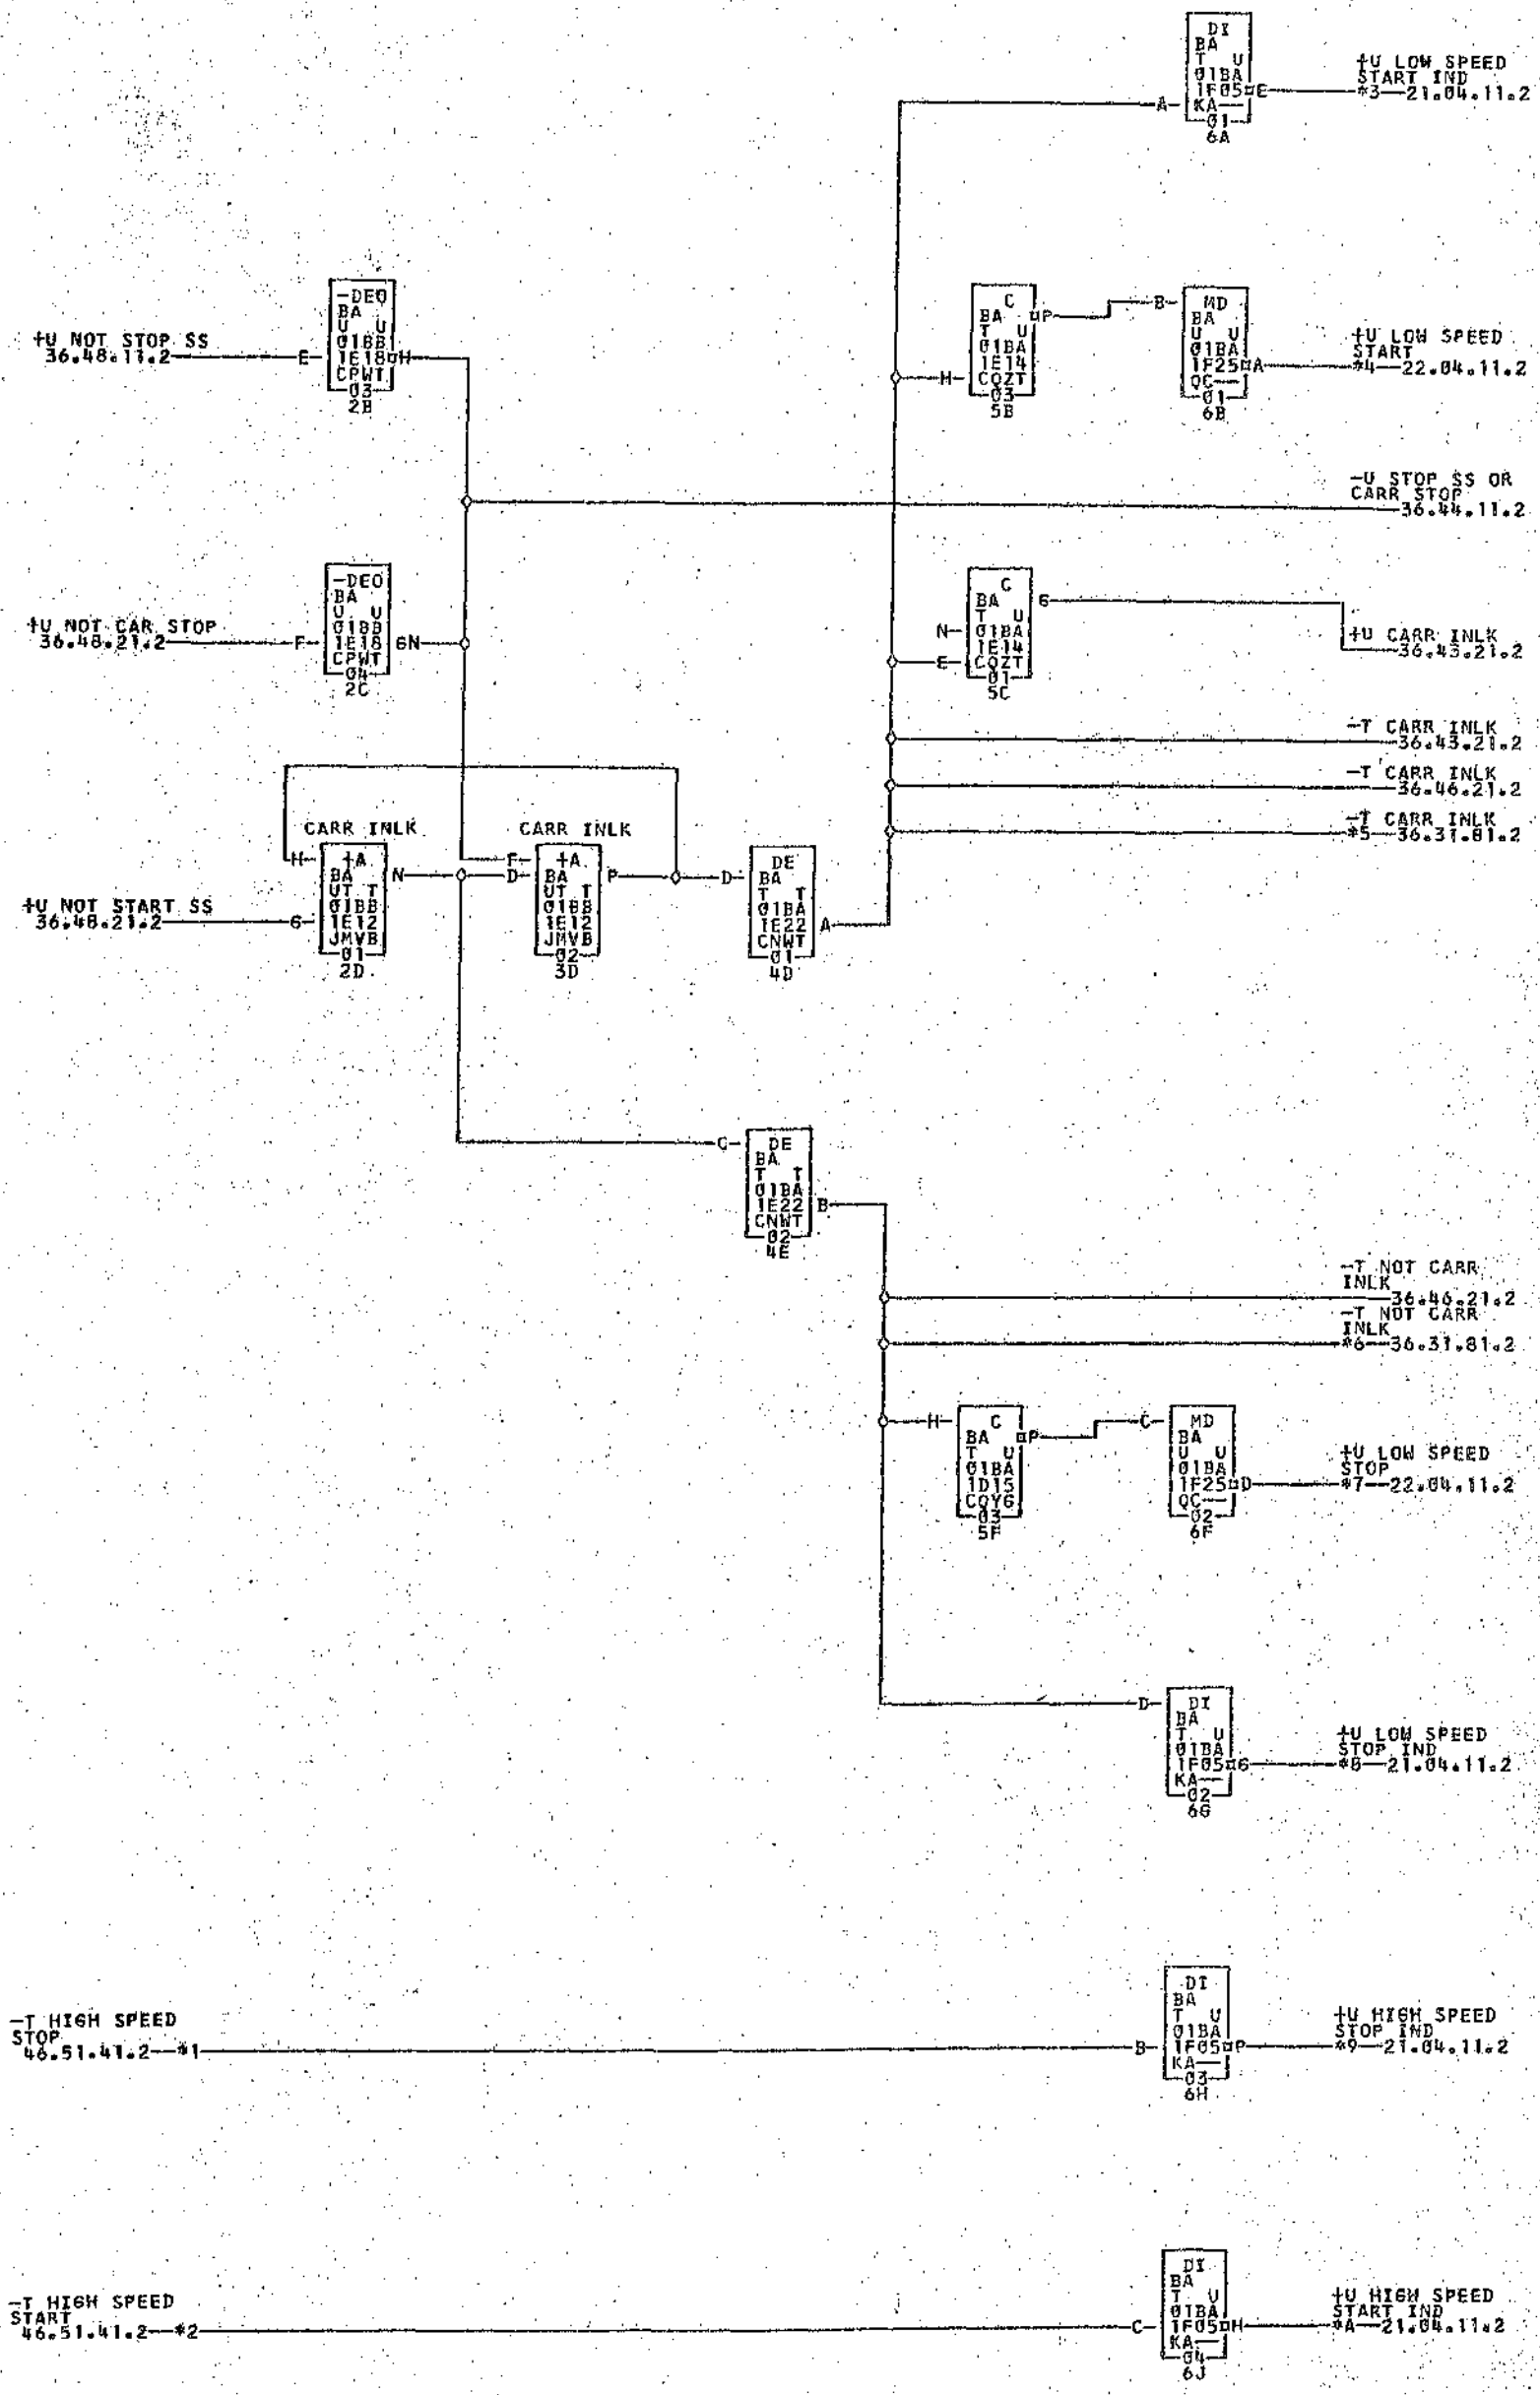 DI
BA
T U
01BA
1F05 E
A KA
01
6A
+U LOW SPEED
START IND
*3—21.04.11.2
-DEO
BA
U U
01BB
1E18 H
CPWT
03
2B
+U NOT STOP SS
36.48.11.2 E
C
BA P
T U
01BA
1E14
H CQZT
03
5B
B MD
BA
U U
01BA
1F25 A
QC
01
6B
+U LOW SPEED
START
*4—22.04.11.2
-U STOP SS OR
CARR STOP
36.44.11.2
-DEO
BA
U U
01BB
1E18 GN
CPWT
04
2C
+U NOT CAR STOP
36.48.21.2 F
C
BA G
T U
N 01BA
1E14
E CQZT
01
5C
+U CARR INLK
36.43.21.2
-T CARR INLK
36.43.21.2
-T CARR INLK
36.46.21.2
-T CARR INLK
*5—36.31.81.2
CARR INLK
H +A
BA N
UT T
01BB
G 1E12
JMVB
01
2D
+U NOT START SS
36.48.21.2
CARR INLK
F +A
D BA P
UT T
01BB
1E12
JMVB
02
3D
DE
D BA
T T
01BA
1E22 A
CNWT
01
4D
C DE
BA
T T
01BA
1E22 B
CNWT
02
4E
-T NOT CARR
INLK
36.46.21.2
-T NOT CARR
INLK
*6—36.31.81.2
H C
BA P
T U
01BA
1D15
CQY6
03
5F
C MD
BA
U U
01BA
1F25 D
QC
02
6F
+U LOW SPEED
STOP
*7—22.04.11.2
D DI
BA
T U
01BA
1F05 G
KA
02
6G
+U LOW SPEED
STOP IND
*8—21.04.11.2
-T HIGH SPEED
STOP
46.51.41.2—*1
DI
BA
T U
01BA
B 1F05 P
KA
03
6H
+U HIGH SPEED
STOP IND
*9—21.04.11.2
-T HIGH SPEED
START
46.51.41.2—*2
DI
BA
T U
01BA
C 1F05 H
KA
04
6J
+U HIGH SPEED
START IND
*A—21.04.11.2